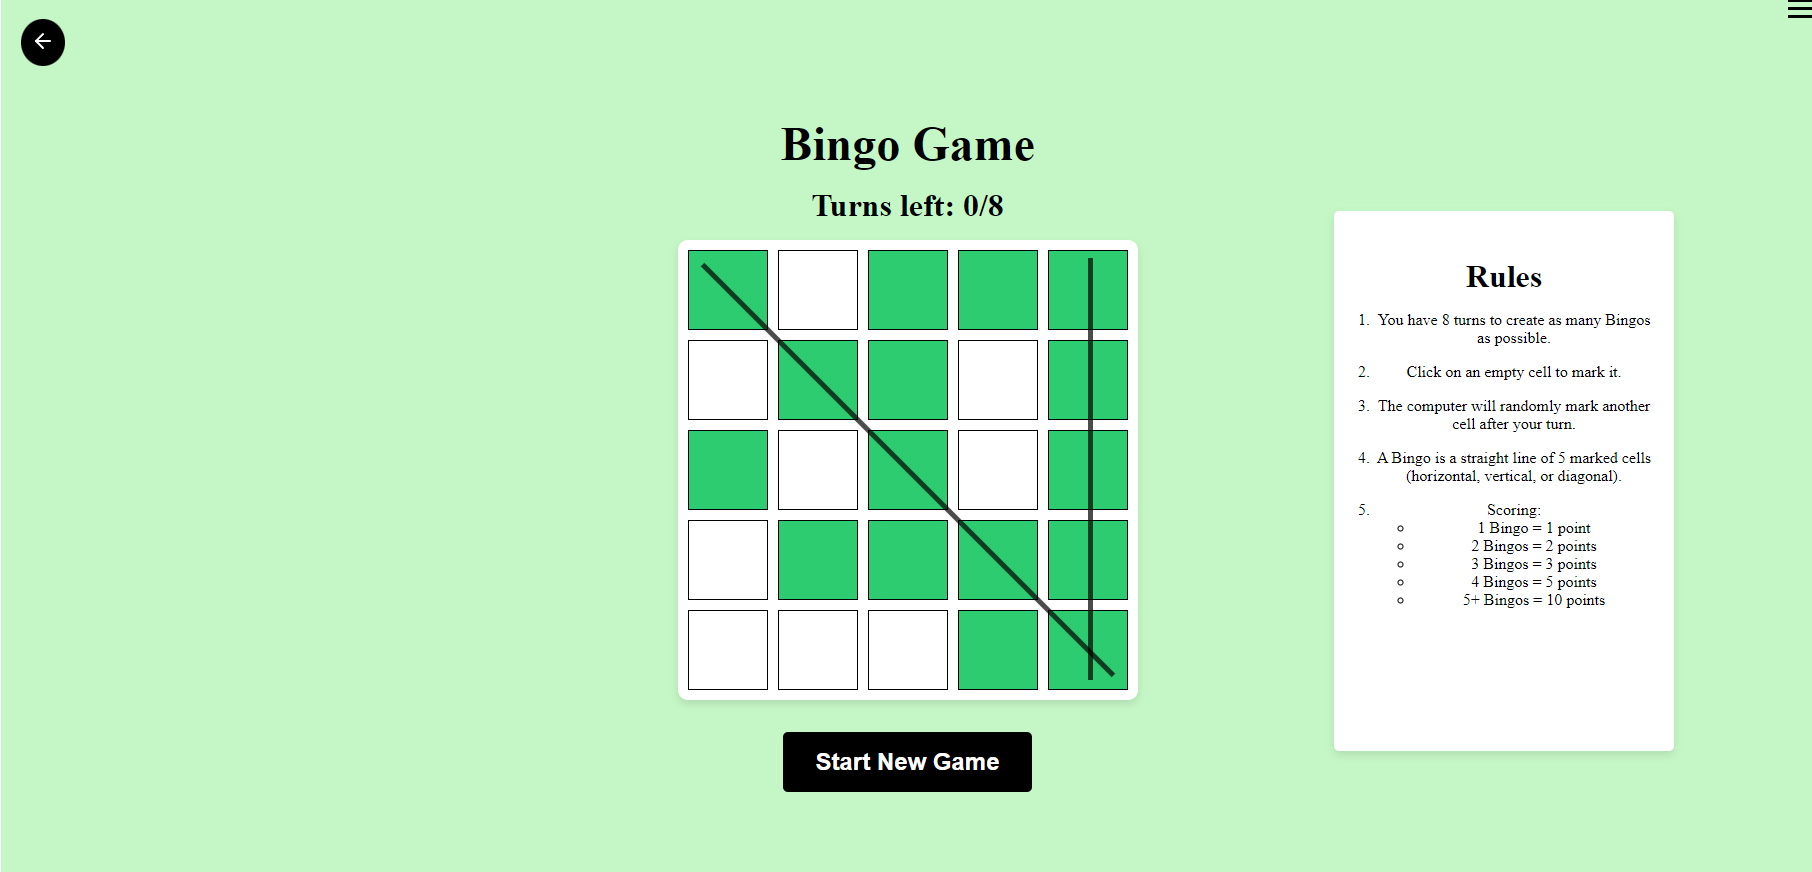 Bingo Game
Turns left: 0/8
Start New Game
Rules
1. You have 8 turns to create as many Bingos
as possible.
2. Click on an empty cell to mark it.
3. The computer will randomly mark another
cell after your turn.
4. A Bingo is a straight line of 5 marked cells
(horizontal, vertical, or diagonal).
5. Scoring:
1 Bingo = 1 point
2 Bingos = 2 points
3 Bingos = 3 points
4 Bingos = 5 points
5+ Bingos = 10 points